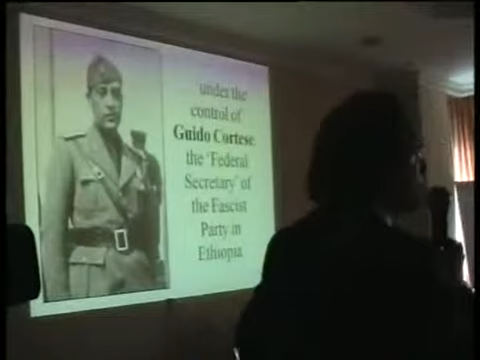 under the
control of
Guido Cortese
the 'Federal
Secretary' of
the Fascist
Party in
Ethiopia